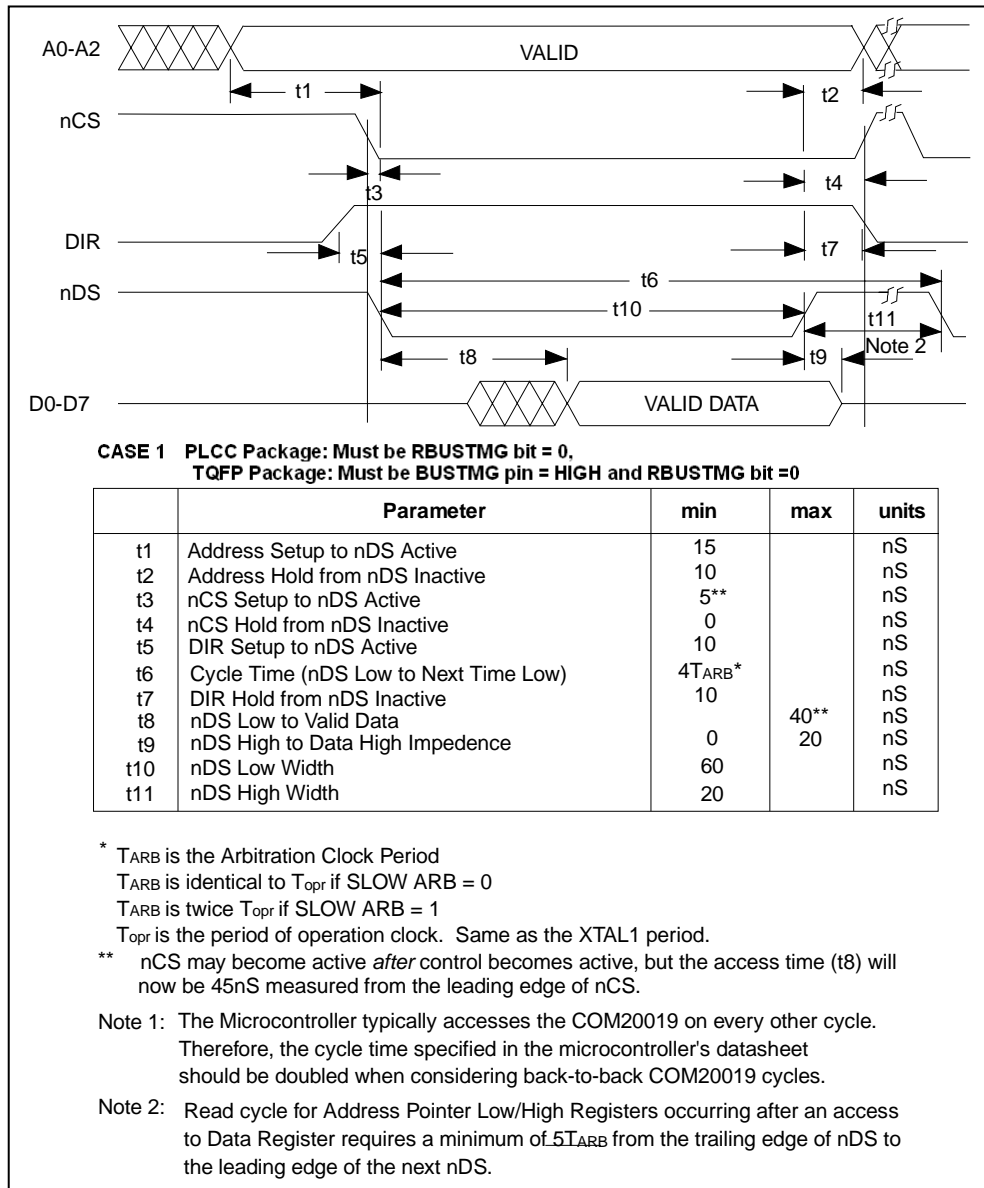 A0-A2
VALID
t1
t2
nCS
t3
t4
DIR
t5
t7
t6
nDS
t10
t11
Note 2
t8
t9
D0-D7
VALID DATA
CASE 1 PLCC Package: Must be RBUSTMG bit = 0,
TQFP Package: Must be BUSTMG pin = HIGH and RBUSTMG bit =0
Parameter min max units
t1 Address Setup to nDS Active 15 nS
t2 Address Hold from nDS Inactive 10 nS
t3 nCS Setup to nDS Active 5** nS
t4 nCS Hold from nDS Inactive 0 nS
t5 DIR Setup to nDS Active 10 nS
t6 Cycle Time (nDS Low to Next Time Low) 4TARB* nS
t7 DIR Hold from nDS Inactive 10 nS
t8 nDS Low to Valid Data 40** nS
t9 nDS High to Data High Impedence 0 20 nS
t10 nDS Low Width 60 nS
t11 nDS High Width 20 nS
* TARB is the Arbitration Clock Period
TARB is identical to Topr if SLOW ARB = 0
TARB is twice Topr if SLOW ARB = 1
Topr is the period of operation clock. Same as the XTAL1 period.
** nCS may become active after control becomes active, but the access time (t8) will
now be 45nS measured from the leading edge of nCS.
Note 1: The Microcontroller typically accesses the COM20019 on every other cycle.
Therefore, the cycle time specified in the microcontroller's datasheet
should be doubled when considering back-to-back COM20019 cycles.
Note 2: Read cycle for Address Pointer Low/High Registers occurring after an access
to Data Register requires a minimum of 5TARB from the trailing edge of nDS to
the leading edge of the next nDS.